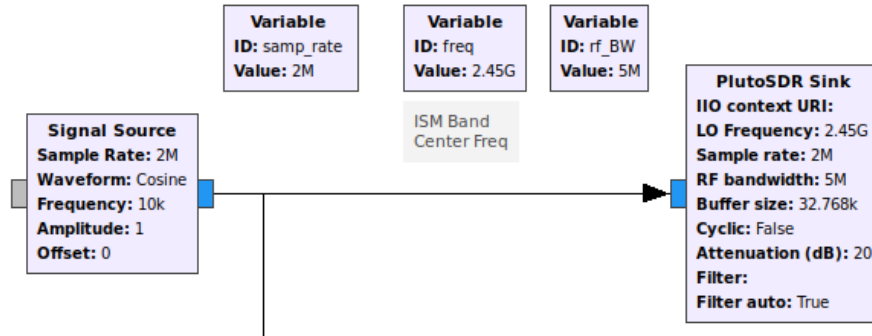 Variable
ID: samp_rate
Value: 2M
Variable
ID: freq
Value: 2.45G
Variable
ID: rf_BW
Value: 5M
ISM Band
Center Freq
Signal Source
Sample Rate: 2M
Waveform: Cosine
Frequency: 10k
Amplitude: 1
Offset: 0
PlutoSDR Sink
IIO context URI:
LO Frequency: 2.45G
Sample rate: 2M
RF bandwidth: 5M
Buffer size: 32.768k
Cyclic: False
Attenuation (dB): 20
Filter:
Filter auto: True